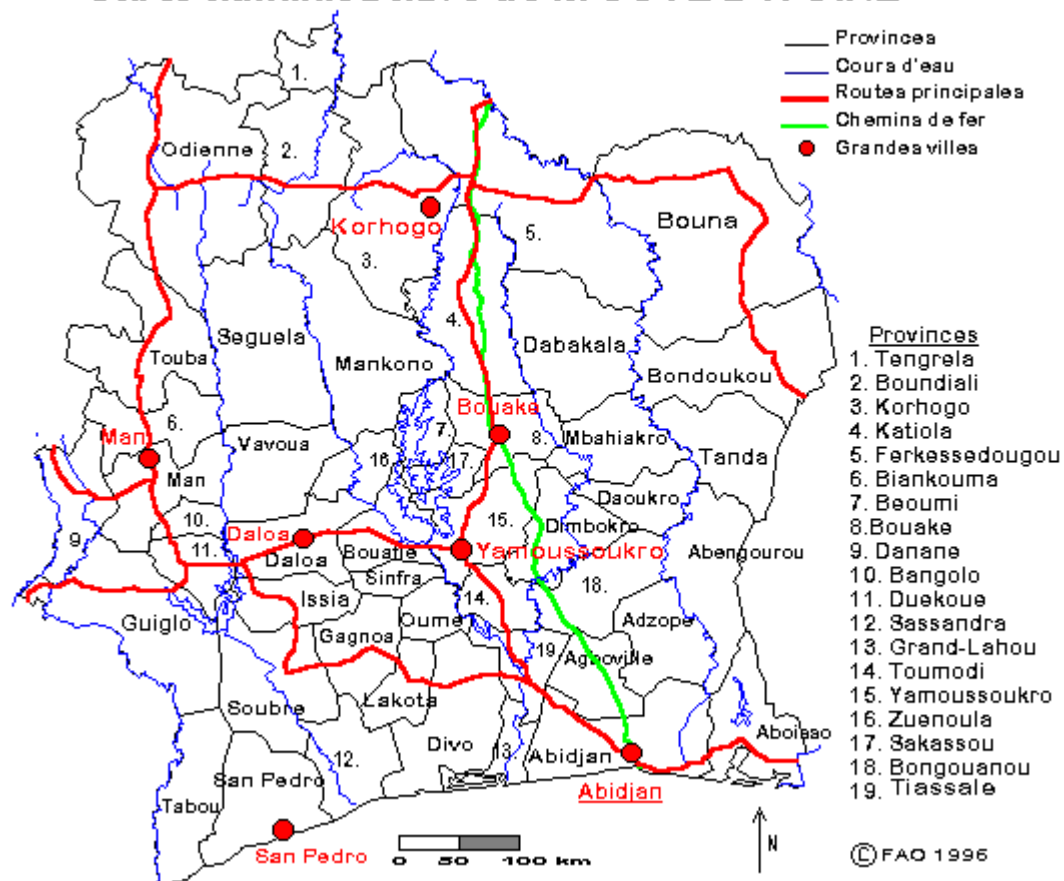 Provinces
Cours d'eau
Routes principales
Chemins de fer
Grandes villes
1.
Odienne
2.
Korhogo
5.
Bouna
3.
4.
Seguela
Touba
Mankono
Dabakala
Bondoukou
Bouake
6.
7
8.
Mbahiakro
Man
Vavoua
16
17
Tanda
Man
Daoukro
10.
15.
Dimbokro
9.
11.
Daloa
Bouafle
Yamoussoukro
Abengourou
Daloa
Sinfra
18.
Issia
14.
Guiglo
Oume
Adzope
Gagnoa
19
Agboville
Soubre
Lakota
Aboisso
12.
Divo
13
Abidjan
San Pedro
Tabou
Abidjan
San Pedro
0 50 100 km
N
Provinces
1. Tengrela
2. Boundiali
3. Korhogo
4. Katiola
5. Ferkessedougou
6. Biankouma
7. Beoumi
8.Bouake
9. Danane
10. Bangolo
11. Duekoue
12. Sassandra
13. Grand-Lahou
14. Toumodi
15. Yamoussoukro
16. Zuenoula
17. Sakassou
18. Bongouanou
19. Tiassale
© FAO 1996